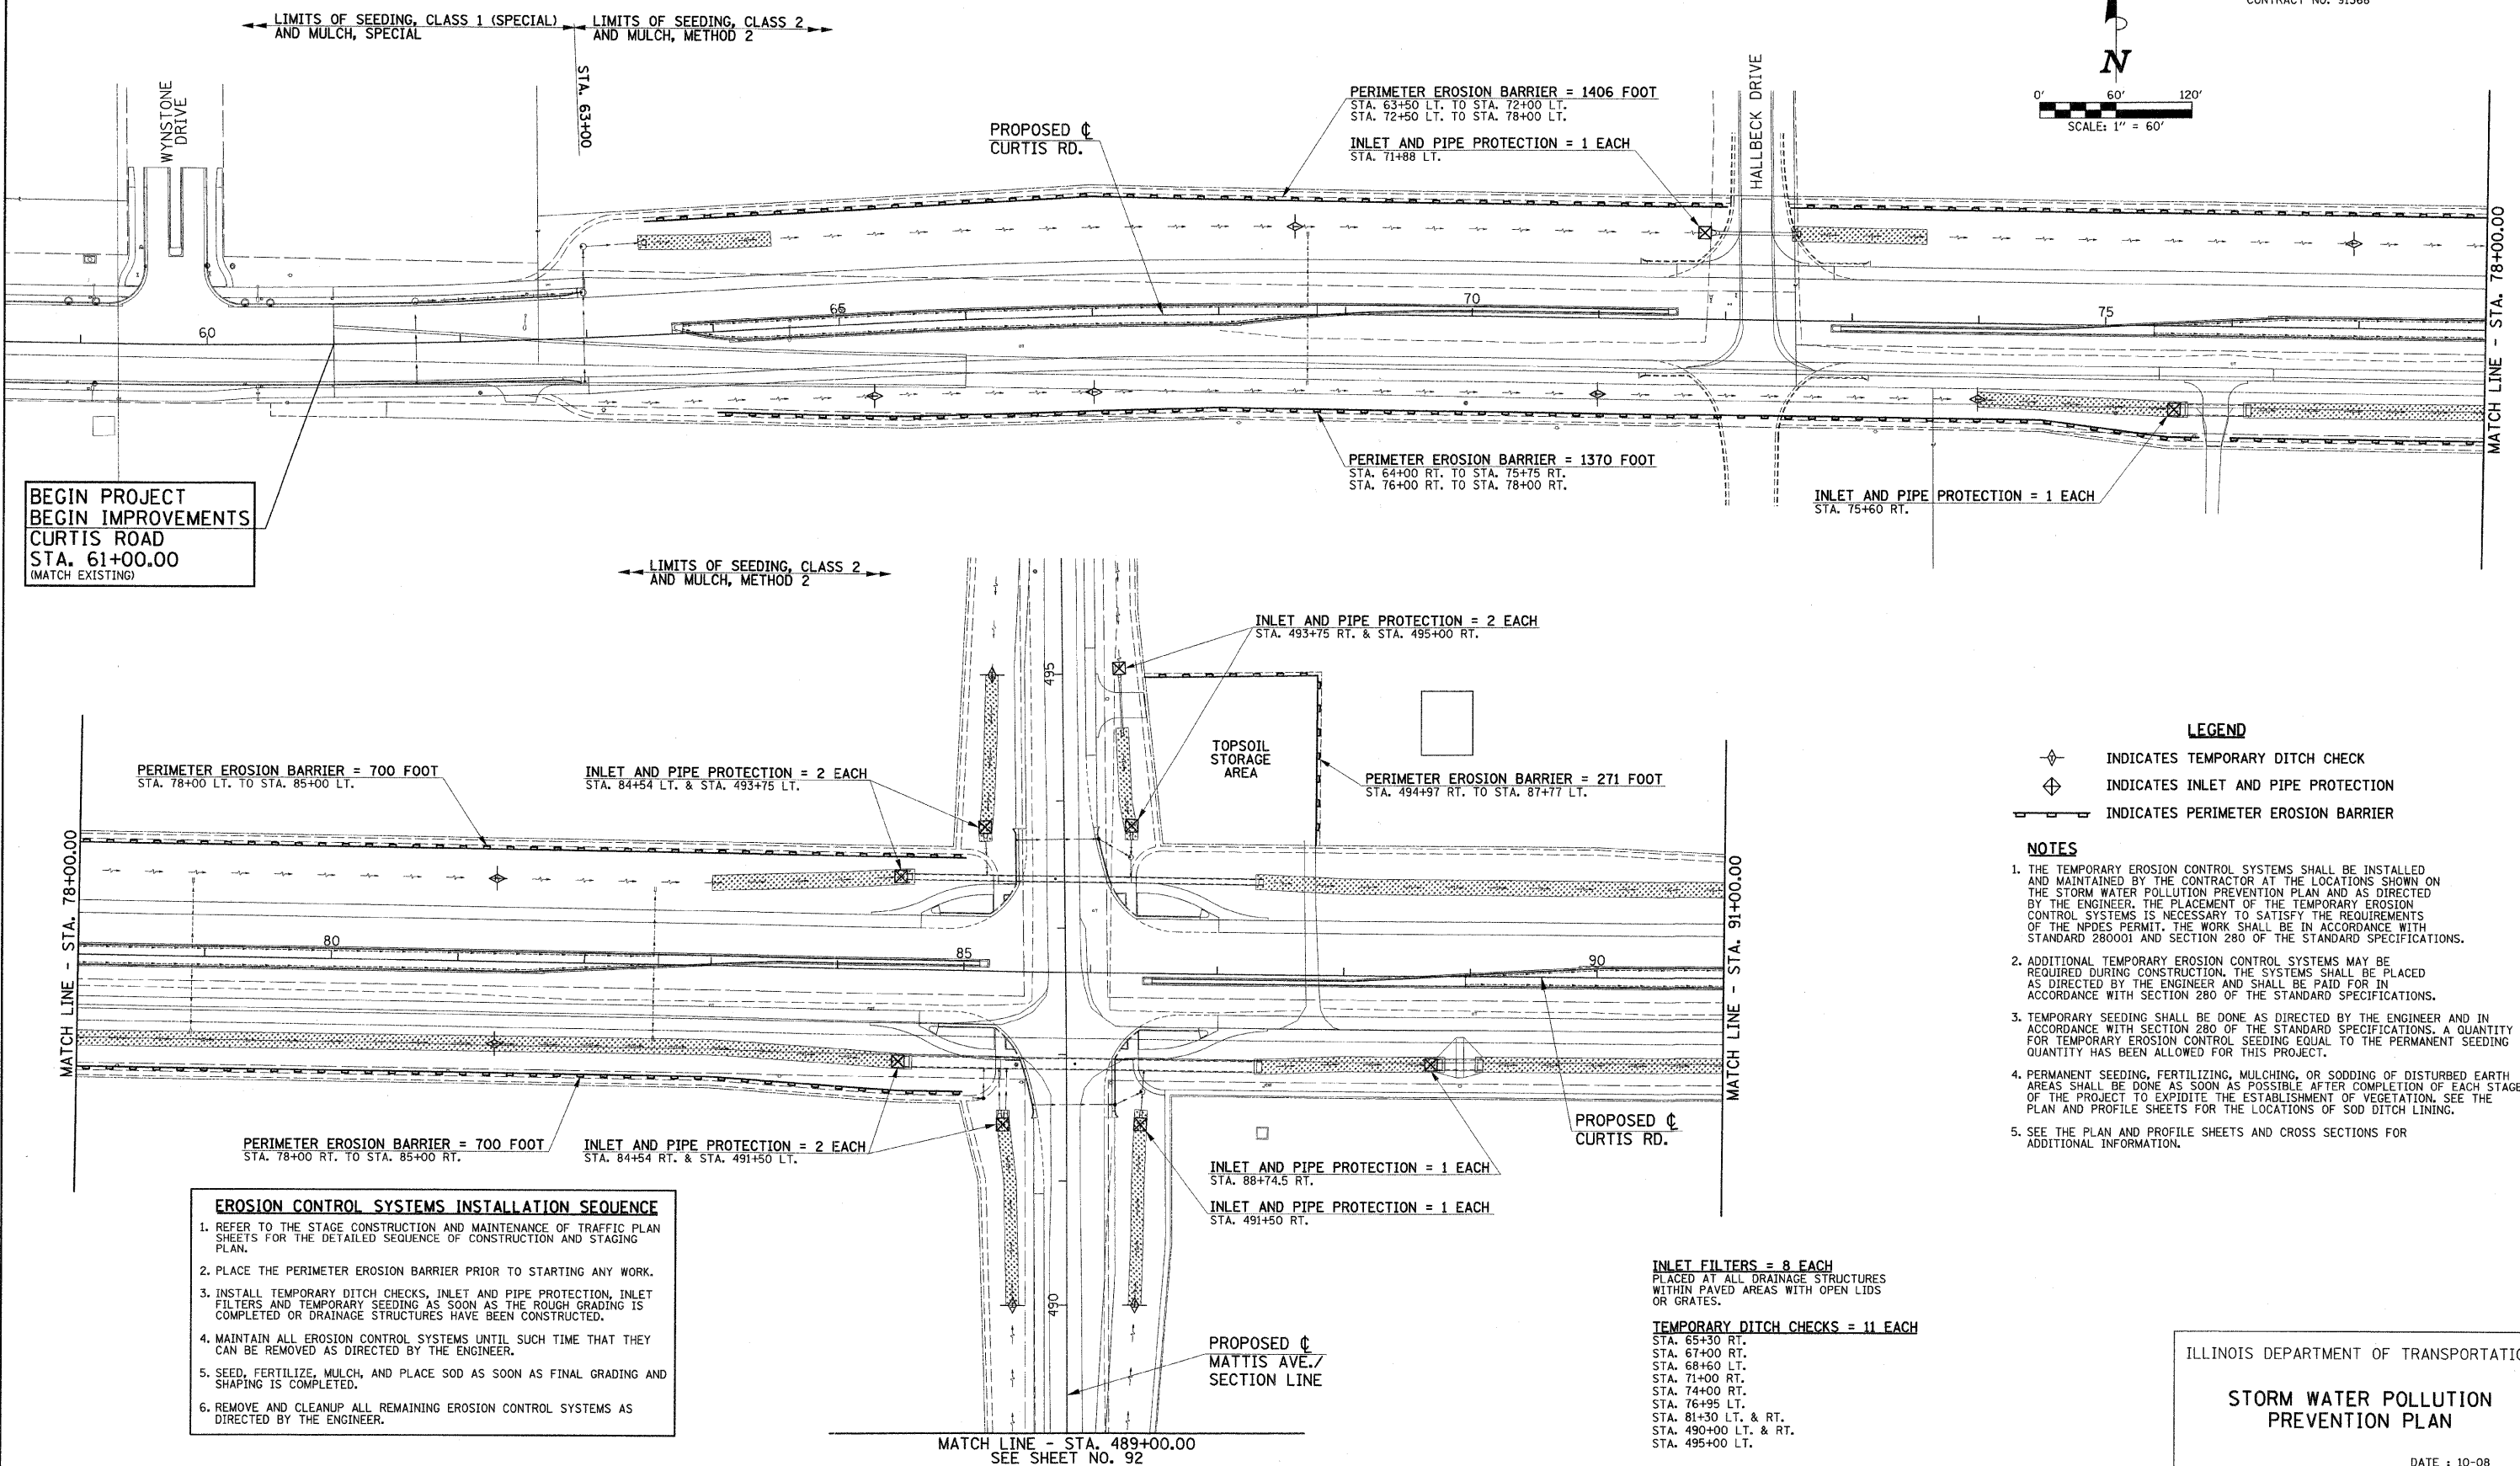 CONTRACT NO. 91566
LIMITS OF SEEDING, CLASS 1 (SPECIAL)
AND MULCH, SPECIAL
LIMITS OF SEEDING, CLASS 2
AND MULCH, METHOD 2
STA. 63+00
WYNSTONE
DRIVE
PROPOSED ℄
CURTIS RD.
PERIMETER EROSION BARRIER = 1406 FOOT
STA. 63+50 LT. TO STA. 72+00 LT.
STA. 72+50 LT. TO STA. 78+00 LT.
INLET AND PIPE PROTECTION = 1 EACH
STA. 71+88 LT.
HALLBECK DRIVE
N
0' 60' 120'
SCALE: 1" = 60'
60
65
70
75
MATCH LINE - STA. 78+00.00
PERIMETER EROSION BARRIER = 1370 FOOT
STA. 64+00 RT. TO STA. 75+75 RT.
STA. 76+00 RT. TO STA. 78+00 RT.
INLET AND PIPE PROTECTION = 1 EACH
STA. 75+60 RT.
BEGIN PROJECT
BEGIN IMPROVEMENTS
CURTIS ROAD
STA. 61+00.00
(MATCH EXISTING)
LIMITS OF SEEDING, CLASS 2
AND MULCH, METHOD 2
INLET AND PIPE PROTECTION = 2 EACH
STA. 493+75 RT. & STA. 495+00 RT.
495
TOPSOIL
STORAGE
AREA
PERIMETER EROSION BARRIER = 271 FOOT
STA. 494+97 RT. TO STA. 87+77 LT.
PERIMETER EROSION BARRIER = 700 FOOT
STA. 78+00 LT. TO STA. 85+00 LT.
INLET AND PIPE PROTECTION = 2 EACH
STA. 84+54 LT. & STA. 493+75 LT.
MATCH LINE - STA. 78+00.00
80
85
90
MATCH LINE - STA. 91+00.00
PERIMETER EROSION BARRIER = 700 FOOT
STA. 78+00 RT. TO STA. 85+00 RT.
INLET AND PIPE PROTECTION = 2 EACH
STA. 84+54 RT. & STA. 491+50 LT.
PROPOSED ℄
CURTIS RD.
INLET AND PIPE PROTECTION = 1 EACH
STA. 88+74.5 RT.
INLET AND PIPE PROTECTION = 1 EACH
STA. 491+50 RT.
490
PROPOSED ℄
MATTIS AVE./
SECTION LINE
MATCH LINE - STA. 489+00.00
SEE SHEET NO. 92
EROSION CONTROL SYSTEMS INSTALLATION SEQUENCE
1. REFER TO THE STAGE CONSTRUCTION AND MAINTENANCE OF TRAFFIC PLAN
SHEETS FOR THE DETAILED SEQUENCE OF CONSTRUCTION AND STAGING
PLAN.
2. PLACE THE PERIMETER EROSION BARRIER PRIOR TO STARTING ANY WORK.
3. INSTALL TEMPORARY DITCH CHECKS, INLET AND PIPE PROTECTION, INLET
FILTERS AND TEMPORARY SEEDING AS SOON AS THE ROUGH GRADING IS
COMPLETED OR DRAINAGE STRUCTURES HAVE BEEN CONSTRUCTED.
4. MAINTAIN ALL EROSION CONTROL SYSTEMS UNTIL SUCH TIME THAT THEY
CAN BE REMOVED AS DIRECTED BY THE ENGINEER.
5. SEED, FERTILIZE, MULCH, AND PLACE SOD AS SOON AS FINAL GRADING AND
SHAPING IS COMPLETED.
6. REMOVE AND CLEANUP ALL REMAINING EROSION CONTROL SYSTEMS AS
DIRECTED BY THE ENGINEER.
INLET FILTERS = 8 EACH
PLACED AT ALL DRAINAGE STRUCTURES
WITHIN PAVED AREAS WITH OPEN LIDS
OR GRATES.
TEMPORARY DITCH CHECKS = 11 EACH
STA. 65+30 RT.
STA. 67+00 RT.
STA. 68+60 LT.
STA. 71+00 RT.
STA. 74+00 RT.
STA. 76+95 LT.
STA. 81+30 LT. & RT.
STA. 490+00 LT. & RT.
STA. 495+00 LT.
LEGEND
INDICATES TEMPORARY DITCH CHECK
INDICATES INLET AND PIPE PROTECTION
INDICATES PERIMETER EROSION BARRIER
NOTES
1. THE TEMPORARY EROSION CONTROL SYSTEMS SHALL BE INSTALLED
AND MAINTAINED BY THE CONTRACTOR AT THE LOCATIONS SHOWN ON
THE STORM WATER POLLUTION PREVENTION PLAN AND AS DIRECTED
BY THE ENGINEER. THE PLACEMENT OF THE TEMPORARY EROSION
CONTROL SYSTEMS IS NECESSARY TO SATISFY THE REQUIREMENTS
OF THE NPDES PERMIT. THE WORK SHALL BE IN ACCORDANCE WITH
STANDARD 280001 AND SECTION 280 OF THE STANDARD SPECIFICATIONS.
2. ADDITIONAL TEMPORARY EROSION CONTROL SYSTEMS MAY BE
REQUIRED DURING CONSTRUCTION. THE SYSTEMS SHALL BE PLACED
AS DIRECTED BY THE ENGINEER AND SHALL BE PAID FOR IN
ACCORDANCE WITH SECTION 280 OF THE STANDARD SPECIFICATIONS.
3. TEMPORARY SEEDING SHALL BE DONE AS DIRECTED BY THE ENGINEER AND IN
ACCORDANCE WITH SECTION 280 OF THE STANDARD SPECIFICATIONS. A QUANTITY
FOR TEMPORARY EROSION CONTROL SEEDING EQUAL TO THE PERMANENT SEEDING
QUANTITY HAS BEEN ALLOWED FOR THIS PROJECT.
4. PERMANENT SEEDING, FERTILIZING, MULCHING, OR SODDING OF DISTURBED EARTH
AREAS SHALL BE DONE AS SOON AS POSSIBLE AFTER COMPLETION OF EACH STAGE
OF THE PROJECT TO EXPIDITE THE ESTABLISHMENT OF VEGETATION. SEE THE
PLAN AND PROFILE SHEETS FOR THE LOCATIONS OF SOD DITCH LINING.
5. SEE THE PLAN AND PROFILE SHEETS AND CROSS SECTIONS FOR
ADDITIONAL INFORMATION.
ILLINOIS DEPARTMENT OF TRANSPORTATIO
STORM WATER POLLUTION
PREVENTION PLAN
DATE : 10-08